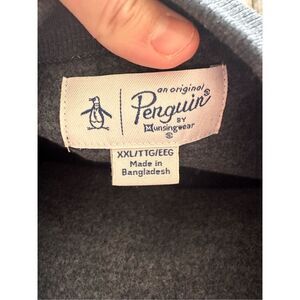 an original
Penguin®
BY
Munsingwear
®
XXL/TTG/EEG
Made in
Bangladesh